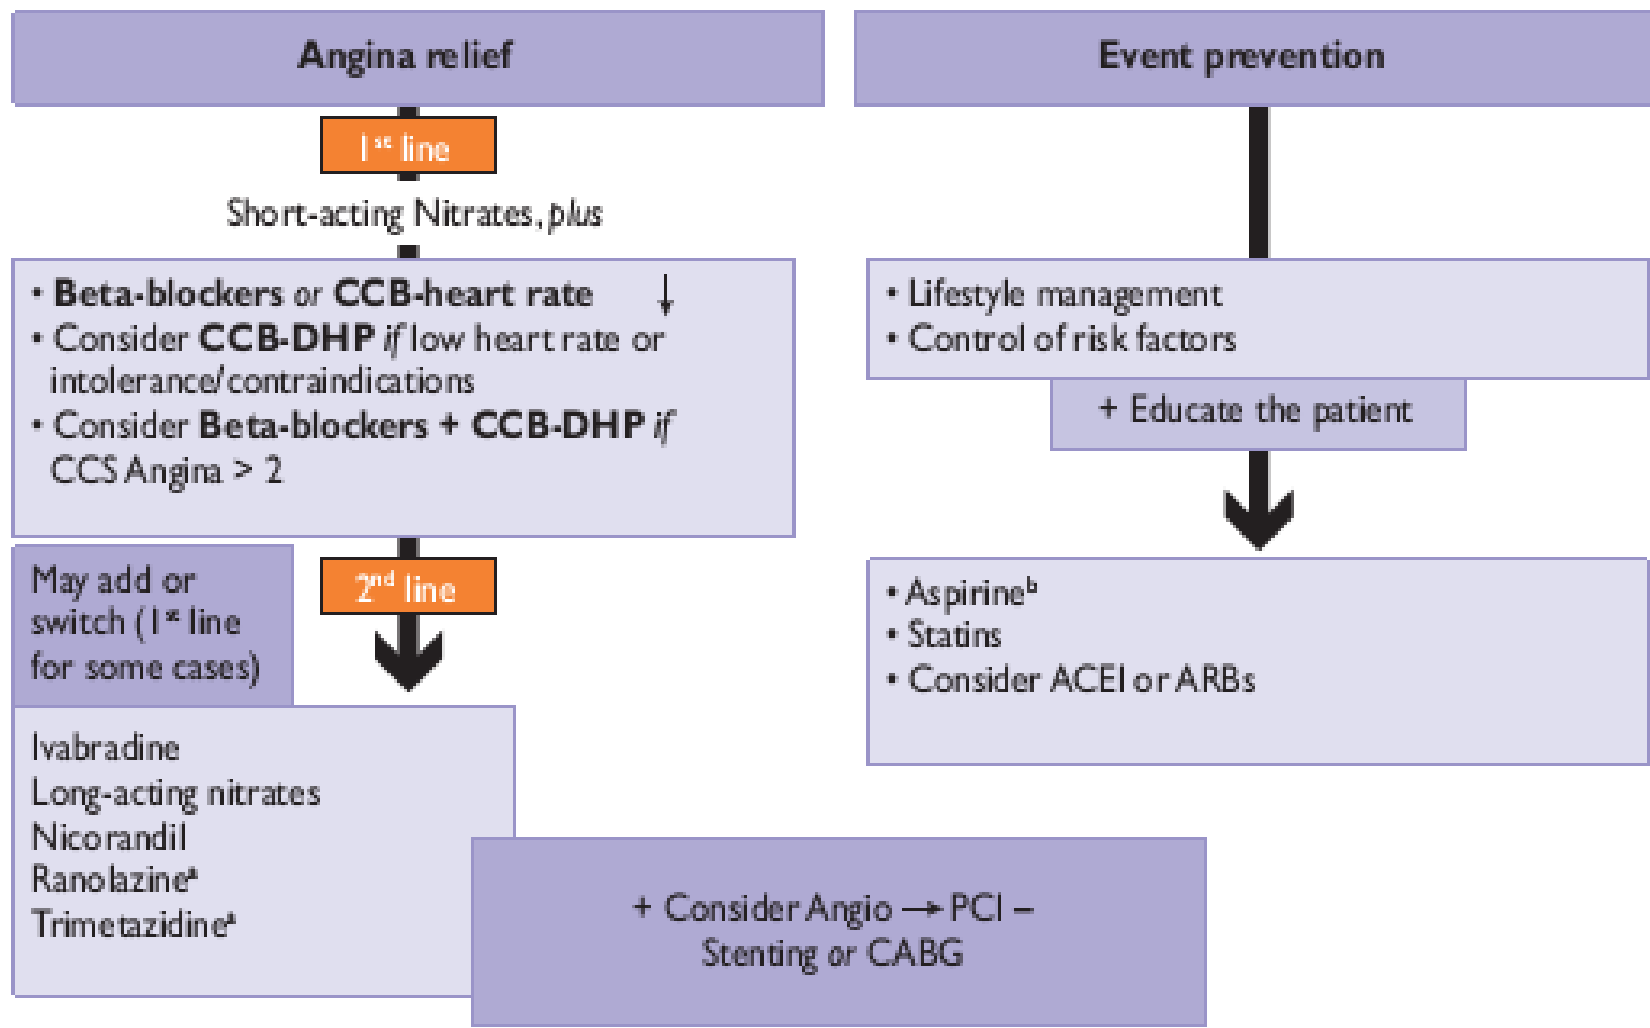 Angina relief
1st line
Short-acting Nitrates, plus
• Beta-blockers or CCB-heart rate ↓
• Consider CCB-DHP if low heart rate or
intolerance/contraindications
• Consider Beta-blockers + CCB-DHP if
CCS Angina > 2
May add or
switch (1st line
for some cases)
2nd line
Ivabradine
Long-acting nitrates
Nicorandil
Ranolazineª
Trimetazidineª
+ Consider Angio → PCI –
Stenting or CABG
Event prevention
• Lifestyle management
• Control of risk factors
+ Educate the patient
• Aspirineᵇ
• Statins
• Consider ACEI or ARBs